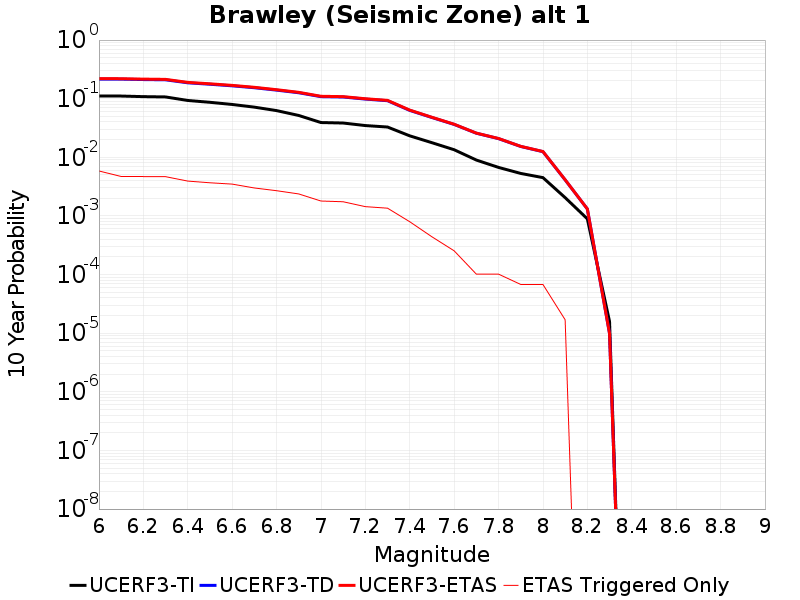 Brawley (Seismic Zone) alt 1
10^0
10^-1
10^-2
10^-3
10^-4
10^-5
10^-6
10^-7
10^-8
10 Year Probability
6 6.2 6.4 6.6 6.8 7 7.2 7.4 7.6 7.8 8 8.2 8.4 8.6 8.8 9
Magnitude
UCERF3-TI UCERF3-TD UCERF3-ETAS ETAS Triggered Only